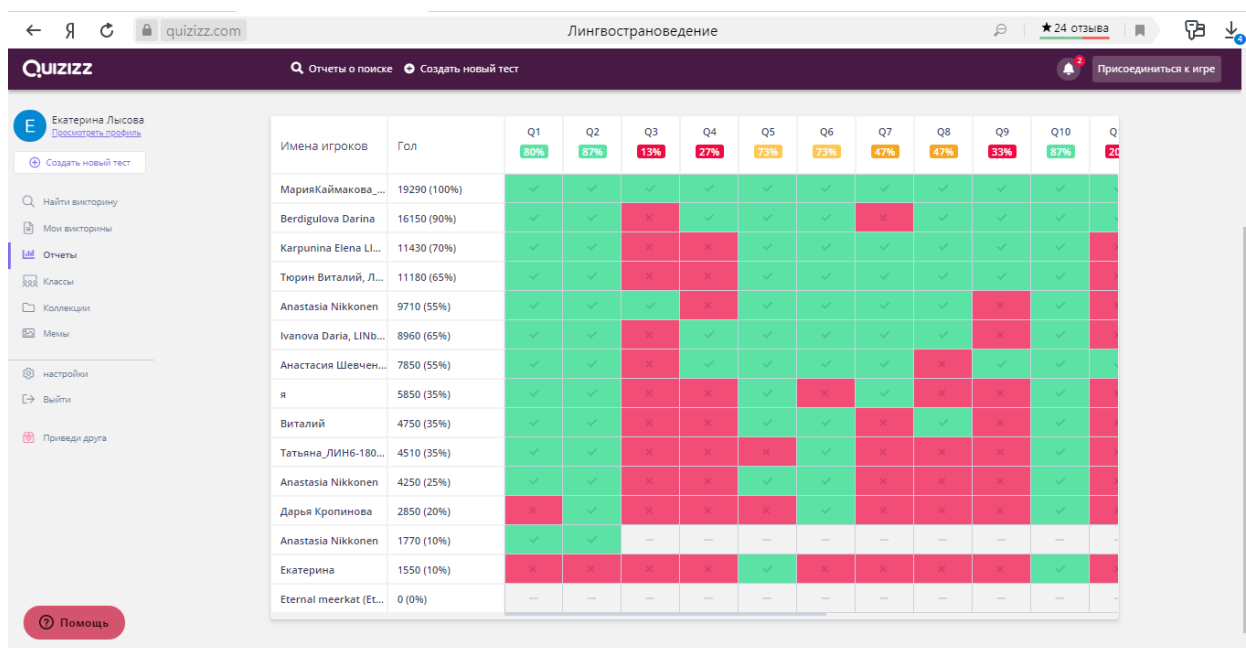 quizizz.com Лингвострановедение ★24 отзыва 4
QUIZIZZ Отчеты о поиске Создать новый тест 2 Присоединиться к игре
Е Екатерина Лысова
Просмотреть профиль
Создать новый тест
Найти викторину
Мои викторины
Отчеты
Классы
Коллекции
Мемы
настройки
Выйти
Приведи друга
Помощь
Имена игроков Гол Q1 Q2 Q3 Q4 Q5 Q6 Q7 Q8 Q9 Q10
80% 87% 13% 27% 73% 73% 47% 47% 33% 87%
МарияКаймакова_... 19290 (100%)
Berdigulova Darina 16150 (90%)
Karpunina Elena LI... 11430 (70%)
Тюрин Виталий, Л... 11180 (65%)
Anastasia Nikkonen 9710 (55%)
Ivanova Daria, LINb... 8960 (65%)
Анастасия Шевчен... 7850 (55%)
я 5850 (35%)
Виталий 4750 (35%)
Татьяна_ЛИН6-180... 4510 (35%)
Anastasia Nikkonen 4250 (25%)
Дарья Кропинова 2850 (20%)
Anastasia Nikkonen 1770 (10%)
Екатерина 1550 (10%)
Eternal meerkat (Et... 0 (0%)